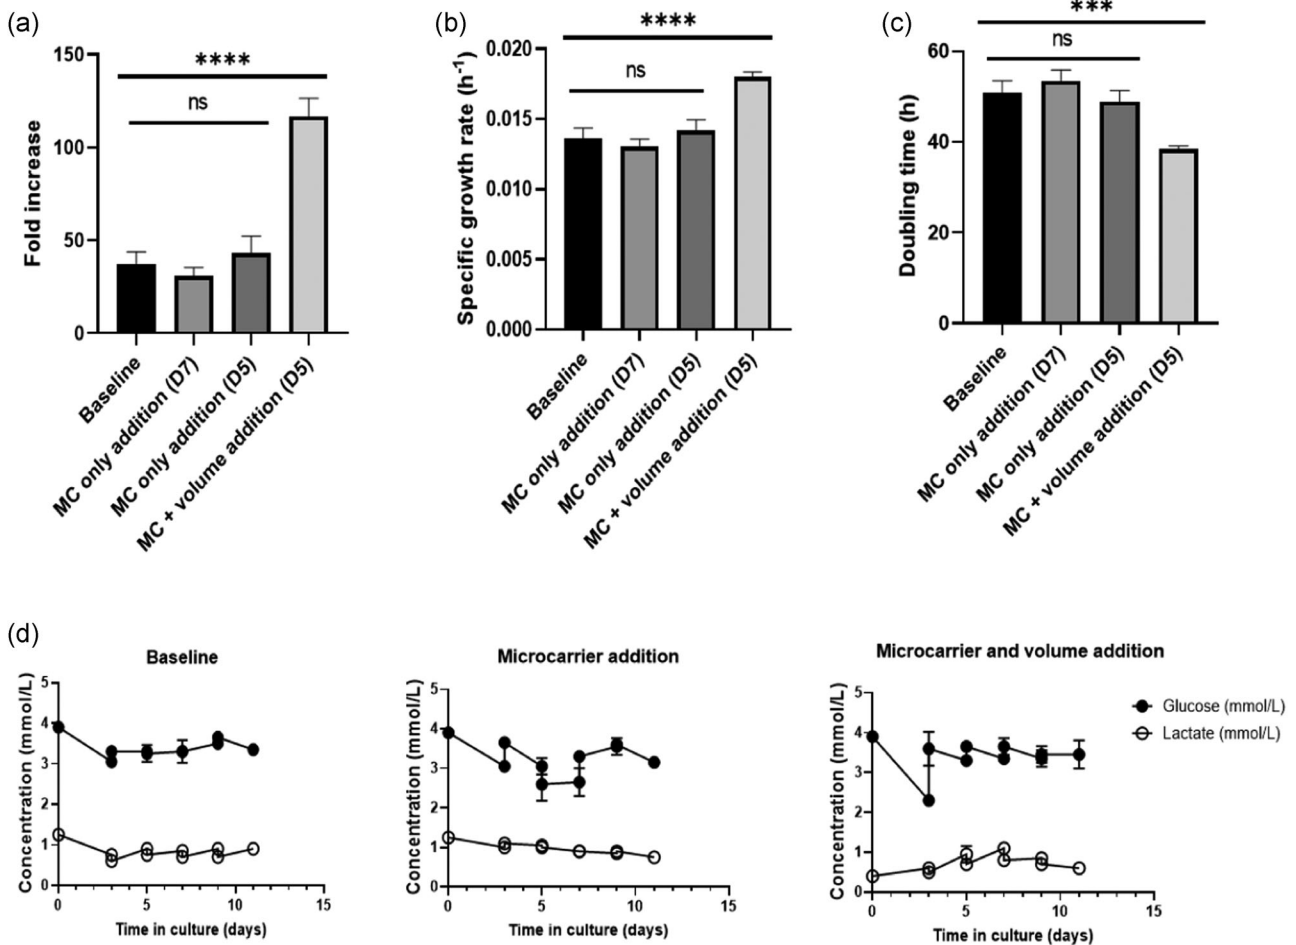 (a)
****
ns
150
100
50
0
Fold increase
Baseline
MC only addition (D7)
MC only addition (D5)
MC + volume addition (D5)
(b)
****
ns
0.020
0.015
0.010
0.005
0.000
Specific growth rate (h-1)
Baseline
MC only addition (D7)
MC only addition (D5)
MC + volume addition (D5)
(c)
***
ns
60
40
20
0
Doubling time (h)
Baseline
MC only addition (D7)
MC only addition (D5)
MC + volume addition (D5)
(d)
Baseline
5
4
3
2
1
0
Concentration (mmol/L)
0 5 10 15
Time in culture (days)
Microcarrier addition
5
4
3
2
1
0
Concentration (mmol/L)
0 5 10 15
Time in culture (days)
Microcarrier and volume addition
5
4
3
2
1
0
Concentration (mmol/L)
0 5 10 15
Time in culture (days)
Glucose (mmol/L)
Lactate (mmol/L)